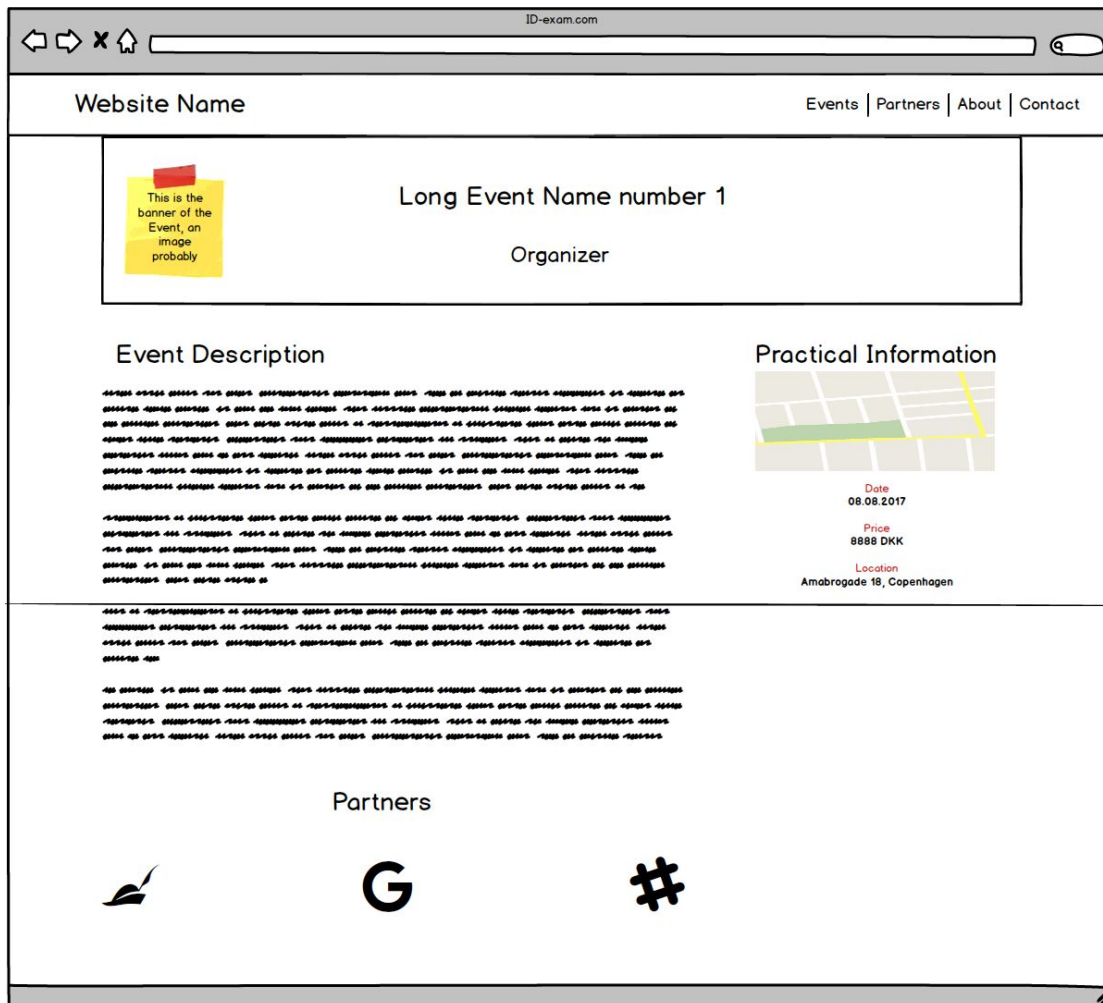 ID-exam.com
Website Name
Events | Partners | About | Contact
This is the
banner of the
Event, an
image
probably
Long Event Name number 1
Organizer
Event Description
Practical Information
Date
08.08.2017
Price
8888 DKK
Location
Amabrogade 18, Copenhagen
Partners
G
#